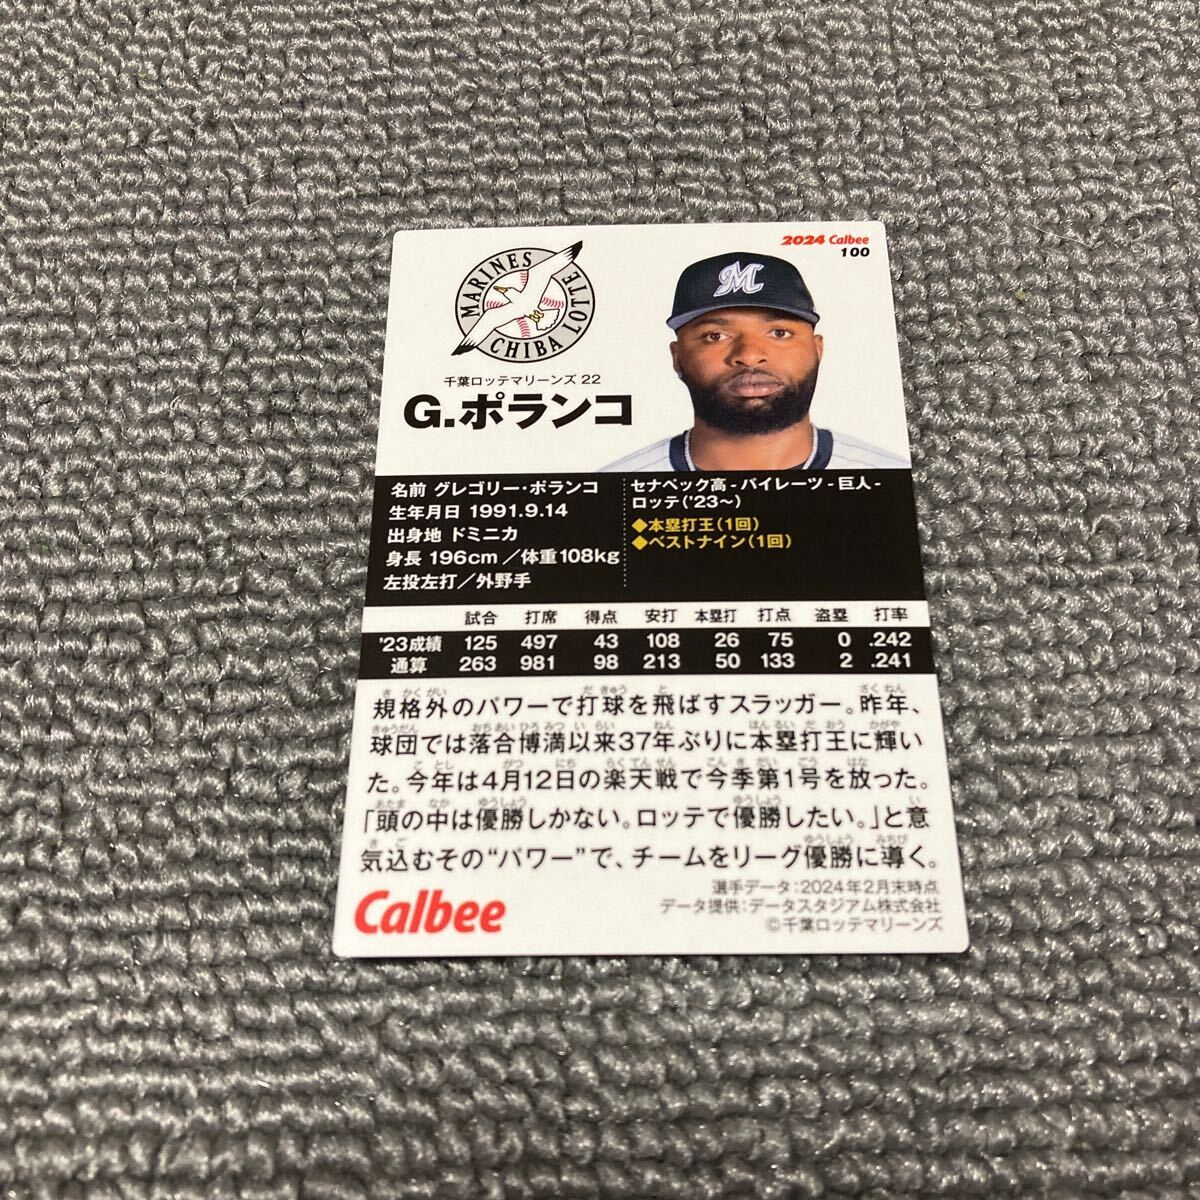 2024 Calbee
100
MARINES
CHIBA LOTTE
M
千葉ロッテマリーンズ 22
G.ポランコ
名前 グレゴリー・ポランコ
生年月日 1991.9.14
出身地 ドミニカ
身長 196cm/体重108kg
左投左打/外野手
セナペック高-パイレーツ-巨人-
ロッテ('23〜)
◆本塁打王(1回)
◆ベストナイン(1回)
試合 打席 得点 安打 本塁打 打点 盗塁 打率
'23成績 125 497 43 108 26 75 0 .242
通算 263 981 98 213 50 133 2 .241
規格外のパワーで打球を飛ばすスラッガー。昨年、
球団では落合博満以来37年ぶりに本塁打王に輝い
た。今年は4月12日の楽天戦で今季第1号を放った。
「頭の中は優勝しかない。ロッテで優勝したい。」と意
気込むその“パワー”で、チームをリーグ優勝に導く。
Calbee
選手データ:2024年2月末時点
データ提供:データスタジアム株式会社
©千葉ロッテマリーンズ